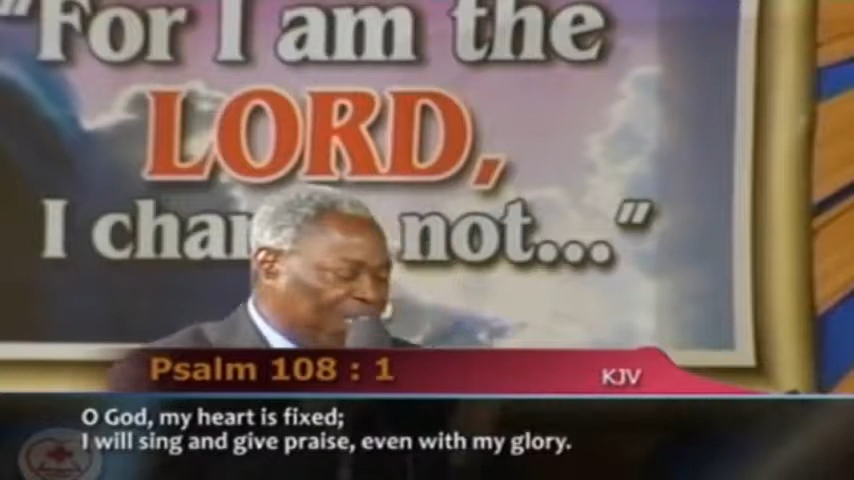 "For I am the
LORD,
I chan not..."
Psalm 108 : 1
KJV
O God, my heart is fixed;
I will sing and give praise, even with my glory.